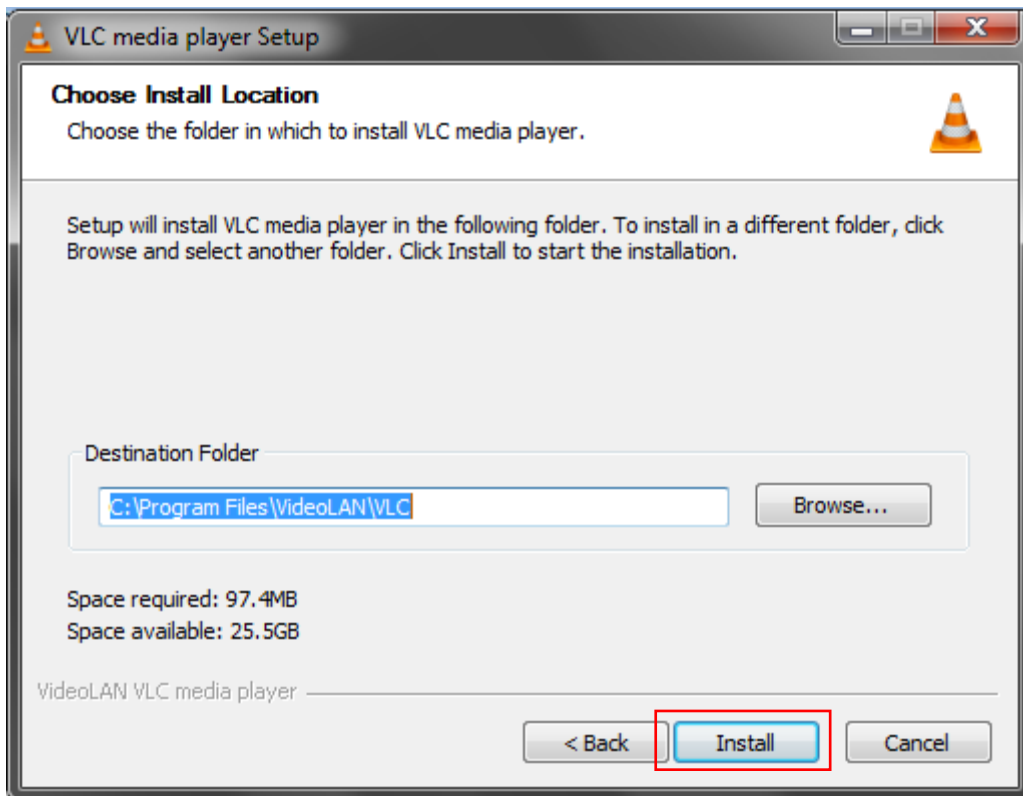 VLC media player Setup
Choose Install Location
Choose the folder in which to install VLC media player.
Setup will install VLC media player in the following folder. To install in a different folder, click
Browse and select another folder. Click Install to start the installation.
Destination Folder
C:\Program Files\VideoLAN\VLC
Browse...
Space required: 97.4MB
Space available: 25.5GB
VideoLAN VLC media player
< Back Install Cancel